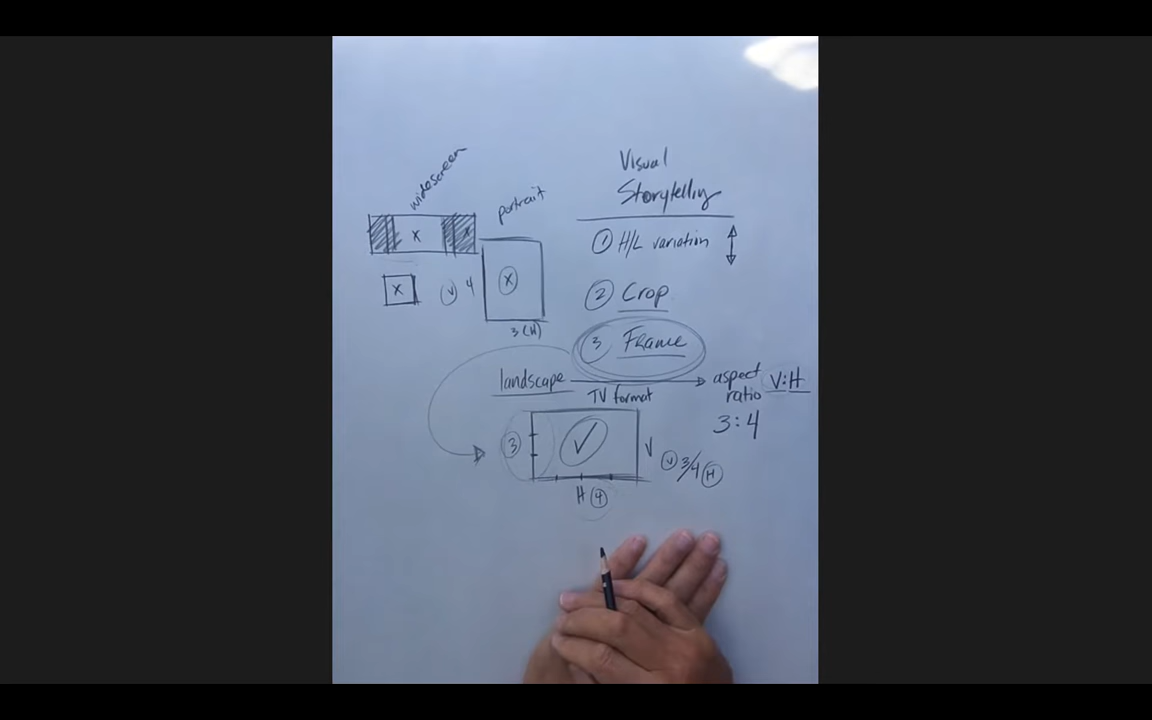 widescreen
X X
X
portrait
V 4
X
3 (H)
Visual
Storytelling
1 H/L variation
2 Crop
3 Frame
landscape
TV format
aspect
ratio V:H
3:4
3
V
V 3/4 H
H 4